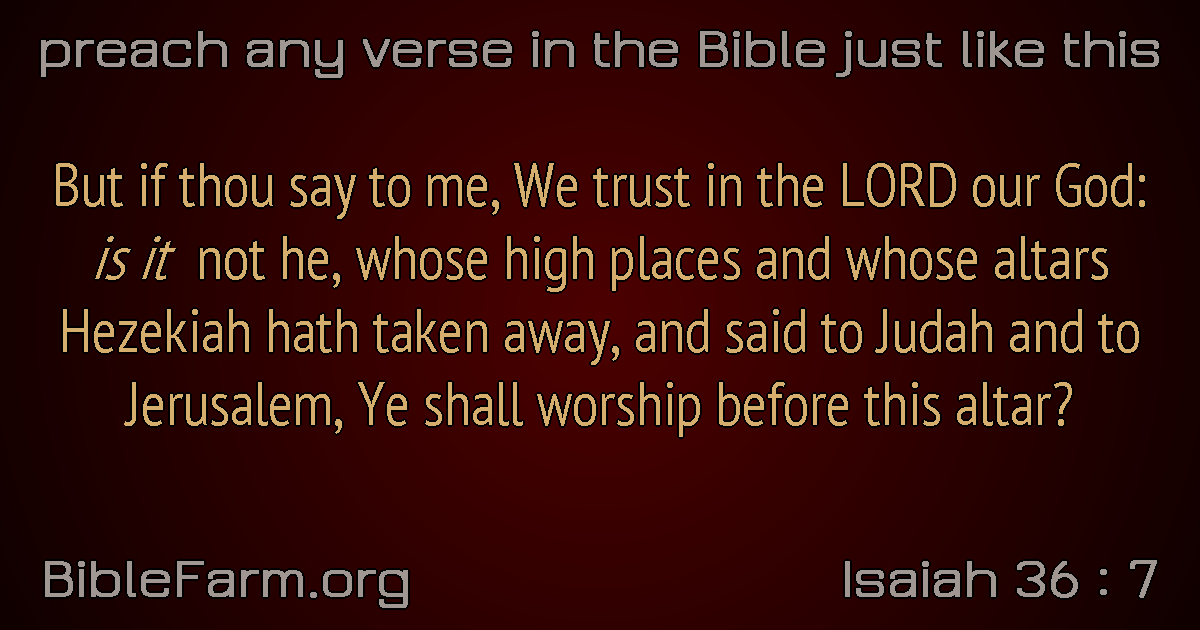 preach any verse in the Bible just like this
But if thou say to me, We trust in the LORD our God:
is it not he, whose high places and whose altars
Hezekiah hath taken away, and said to Judah and to
Jerusalem, Ye shall worship before this altar?
BibleFarm.org
Isaiah 36 : 7